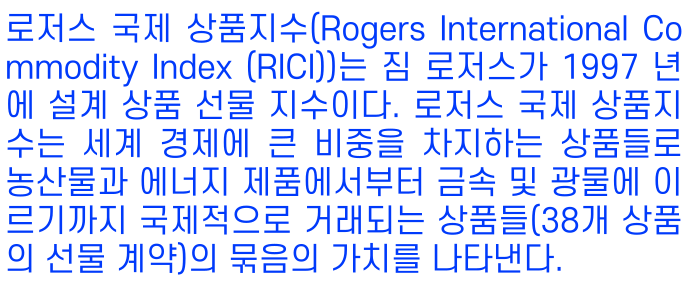 로저스 국제 상품지수(Rogers International Co
mmodity Index (RICI))는 짐 로저스가 1997 년
에 설계 상품 선물 지수이다. 로저스 국제 상품지
수는 세계 경제에 큰 비중을 차지하는 상품들로
농산물과 에너지 제품에서부터 금속 및 광물에 이
르기까지 국제적으로 거래되는 상품들(38개 상품
의 선물 계약)의 묶음의 가치를 나타낸다.